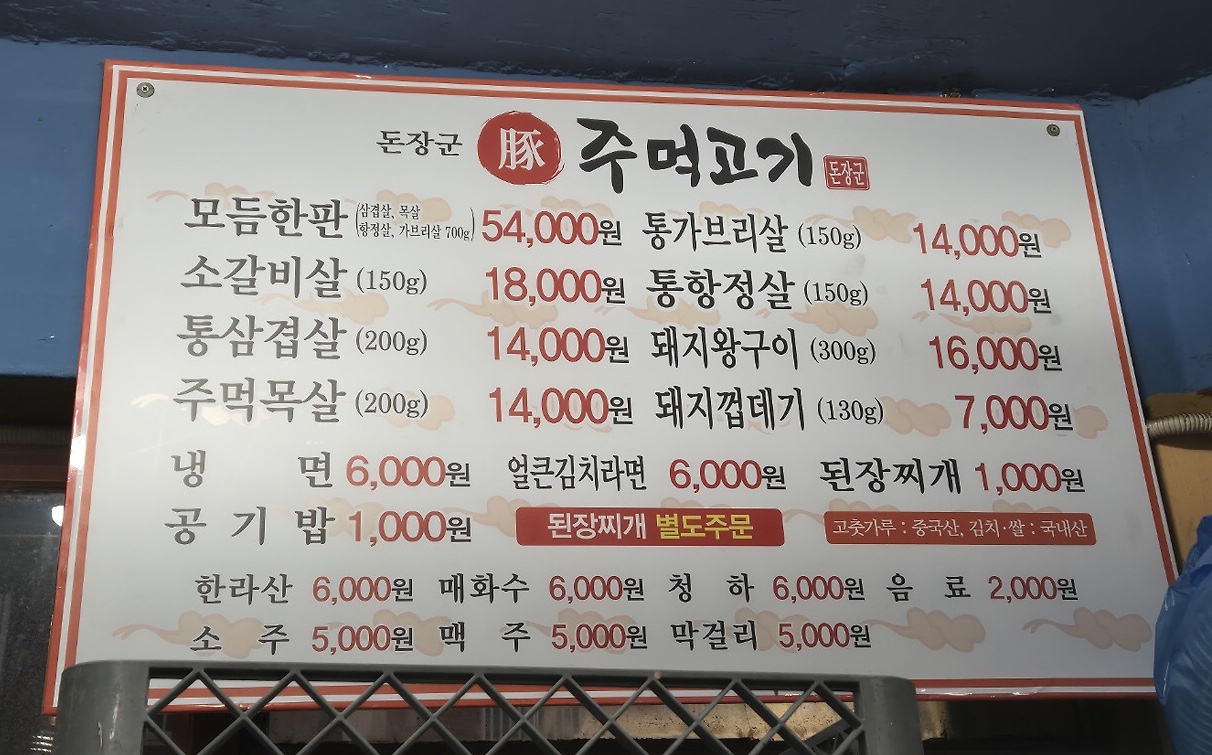 돈장군 豚 주먹고기 돈장군
모듬한판 (삼겹살, 목살 항정살, 가브리살 700g) 54,000원 통가브리살 (150g) 14,000원
소갈비살 (150g) 18,000원 통항정살 (150g) 14,000원
통삼겹살 (200g) 14,000원 돼지왕구이 (300g) 16,000원
주먹목살 (200g) 14,000원 돼지껍데기 (130g) 7,000원
냉 면 6,000원 얼큰김치라면 6,000원 된장찌개 1,000원
공 기 밥 1,000원 된장찌개 별도주문 고춧가루 : 중국산, 김치·쌀 : 국내산
한라산 6,000원 매화수 6,000원 청 하 6,000원 음 료 2,000원
소 주 5,000원 맥 주 5,000원 막걸리 5,000원